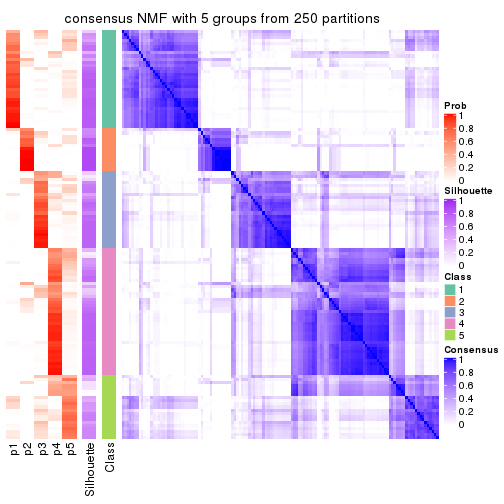 consensus NMF with 5 groups from 250 partitions
Prob
1
0.8
0.6
0.4
0.2
0
Silhouette
1
0.8
0.6
0.4
0.2
0
Class
1
2
3
4
5
Consensus
1
0.8
0.6
0.4
0.2
0
p1
p2
p3
p4
p5
Silhouette
Class